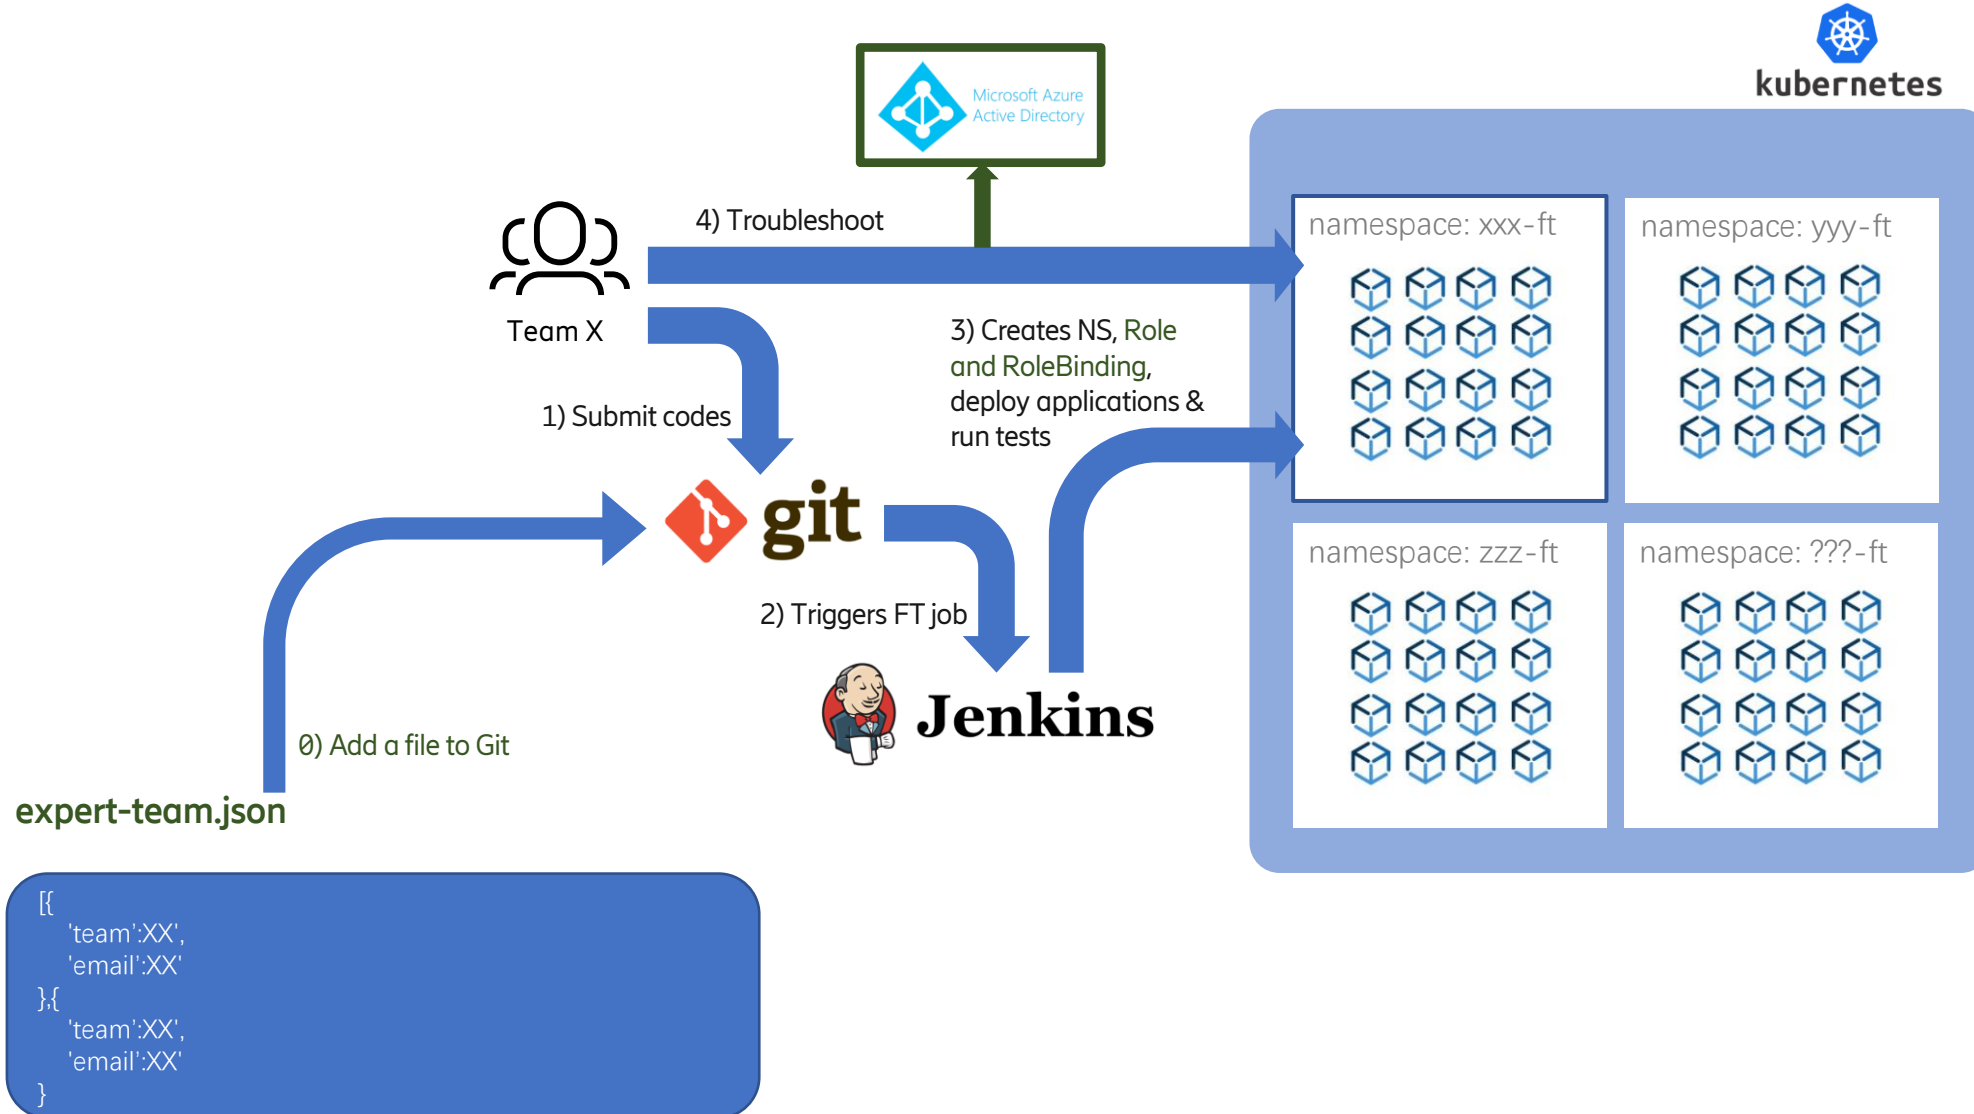 kubernetes
Microsoft Azure
Active Directory
4) Troubleshoot
namespace: xxx-ft
namespace: yyy-ft
Team X
3) Creates NS, Role
and RoleBinding,
deploy applications &
run tests
1) Submit codes
git
namespace: zzz-ft
namespace: ???-ft
2) Triggers FT job
Jenkins
0) Add a file to Git
expert-team.json
[{
'team':XX',
'email':XX'
},{
'team':XX',
'email':XX'
}